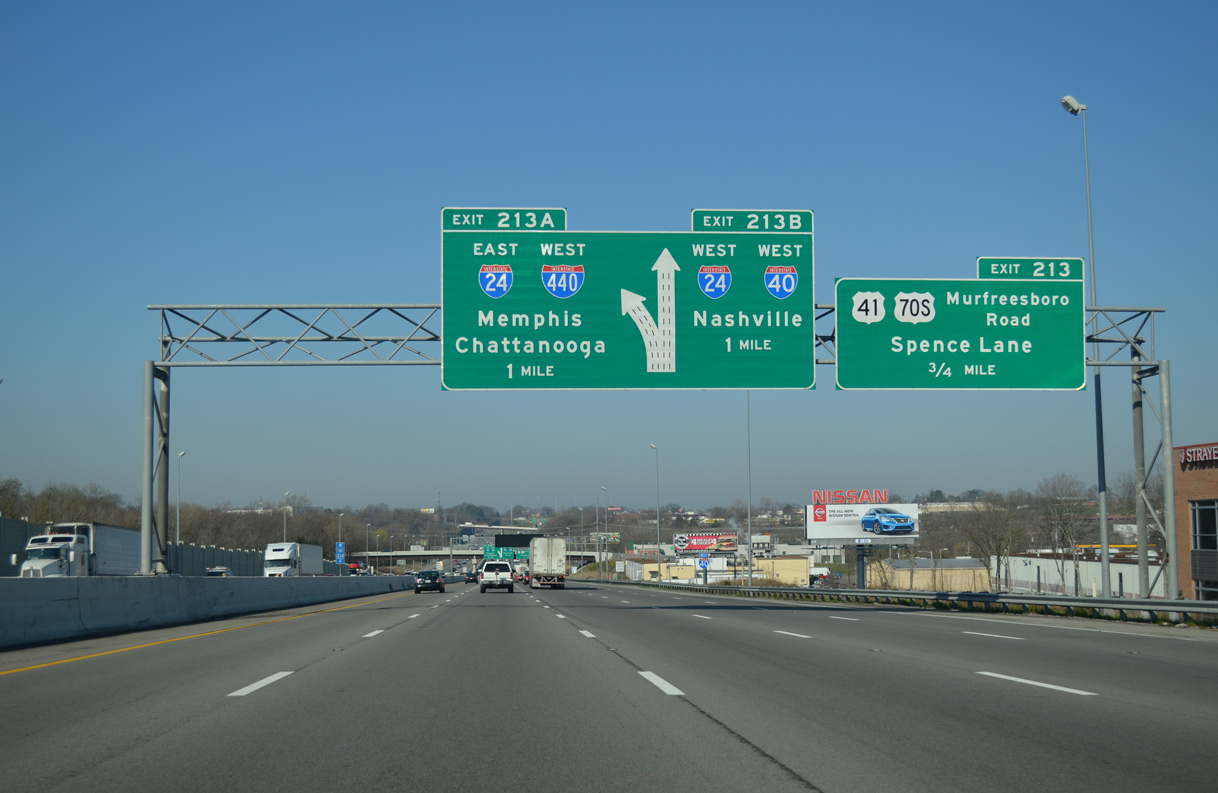 EXIT 213A
EAST WEST
INTERSTATE 24 INTERSTATE 440
Memphis
Chattanooga
1 MILE
EXIT 213B
WEST WEST
INTERSTATE 24 INTERSTATE 40
Nashville
1 MILE
EXIT 213
41 70S Murfreesboro
Road
Spence Lane
3/4 MILE
NISSAN
THE ALL-NEW
NISSAN SENTRA.
STRAYE